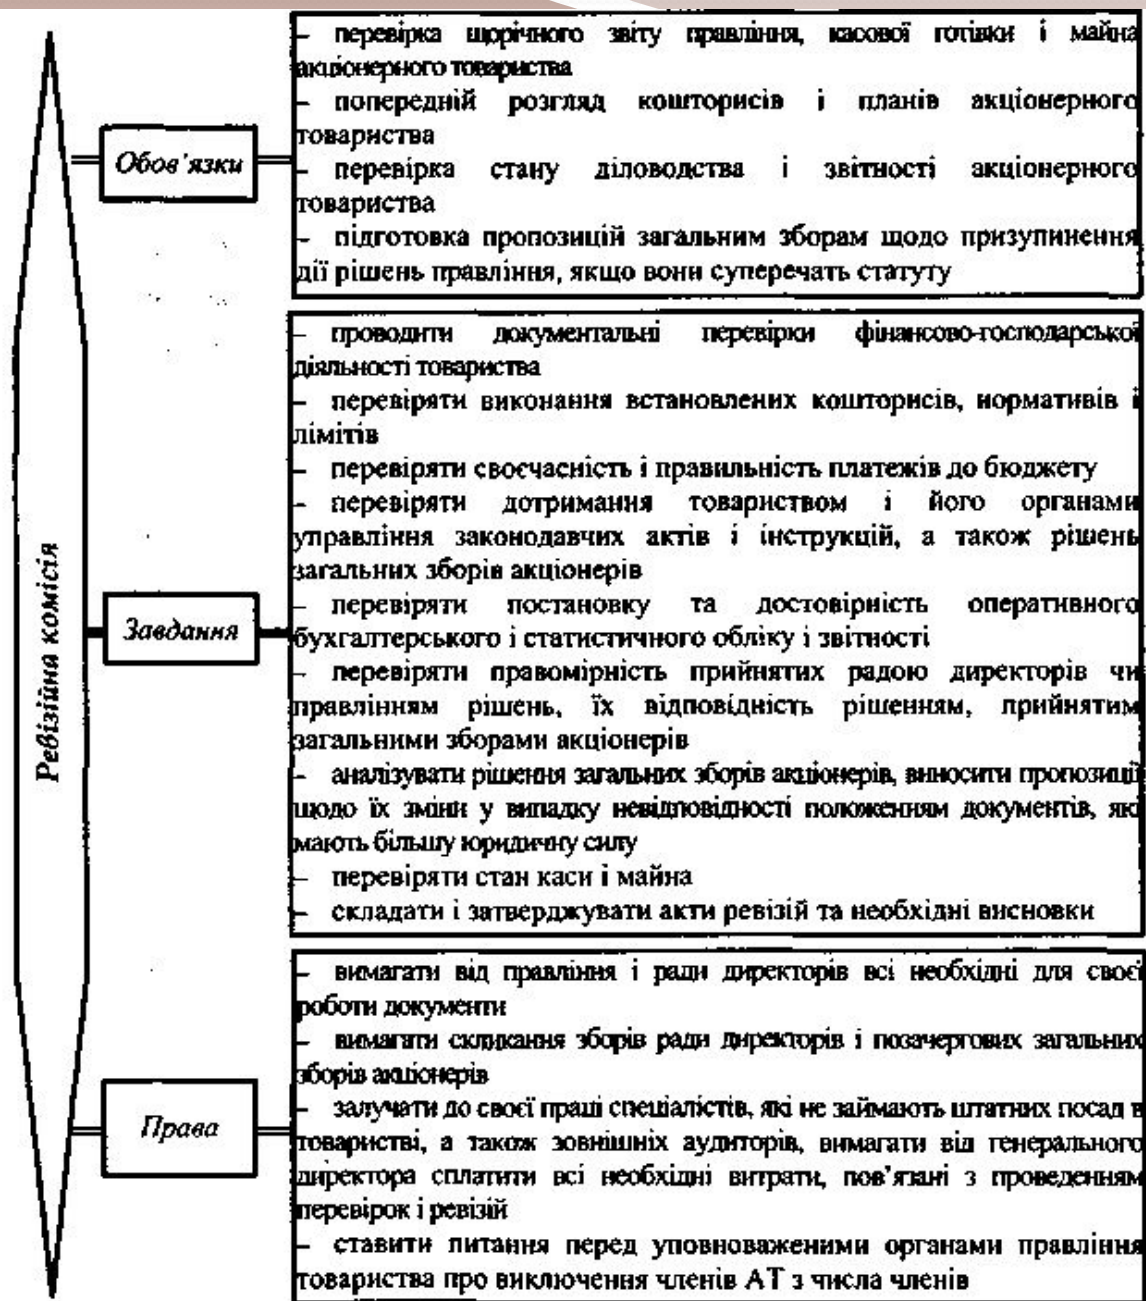 Ревізійна комісія
Обов'язки
– перевірка щорічного звіту правління, касової готівки і майна
акціонерного товариства
– попередній розгляд кошторисів і планів акціонерного
товариства
– перевірка стану діловодства і звітності акціонерного
товариства
– підготовка пропозицій загальним зборам щодо призупинення
дії рішень правління, якщо вони суперечать статуту
Завдання
– проводити документальні перевірки фінансово-господарської
діяльності товариства
– перевіряти виконання встановлених кошторисів, нормативів і
лімітів
– перевіряти своєчасність і правильність платежів до бюджету
– перевіряти дотримання товариством і його органами
управління законодавчих актів і інструкцій, а також рішень
загальних зборів акціонерів
– перевіряти постановку та достовірність оперативного
бухгалтерського і статистичного обліку і звітності
– перевіряти правомірність прийнятих радою директорів чи
правлінням рішень, їх відповідність рішенням, прийнятим
загальними зборами акціонерів
– аналізувати рішення загальних зборів акціонерів, виносити пропозиції
щодо їх зміни у випадку невідповідності положенням документів, які
мають більшу юридичну силу
– перевіряти стан каси і майна
– складати і затверджувати акти ревізій та необхідні висновки
Права
– вимагати від правління і ради директорів всі необхідні для своєї
роботи документи
– вимагати скликання зборів ради директорів і позачергових загальних
зборів акціонерів
– залучати до своєї праці спеціалістів, які не займають штатних посад в
товаристві, а також зовнішніх аудиторів, вимагати від генерального
директора сплатити всі необхідні витрати, пов'язані з проведенням
перевірок і ревізій
– ставити питання перед уповноваженими органами правління
товариства про виключення членів АТ з числа членів